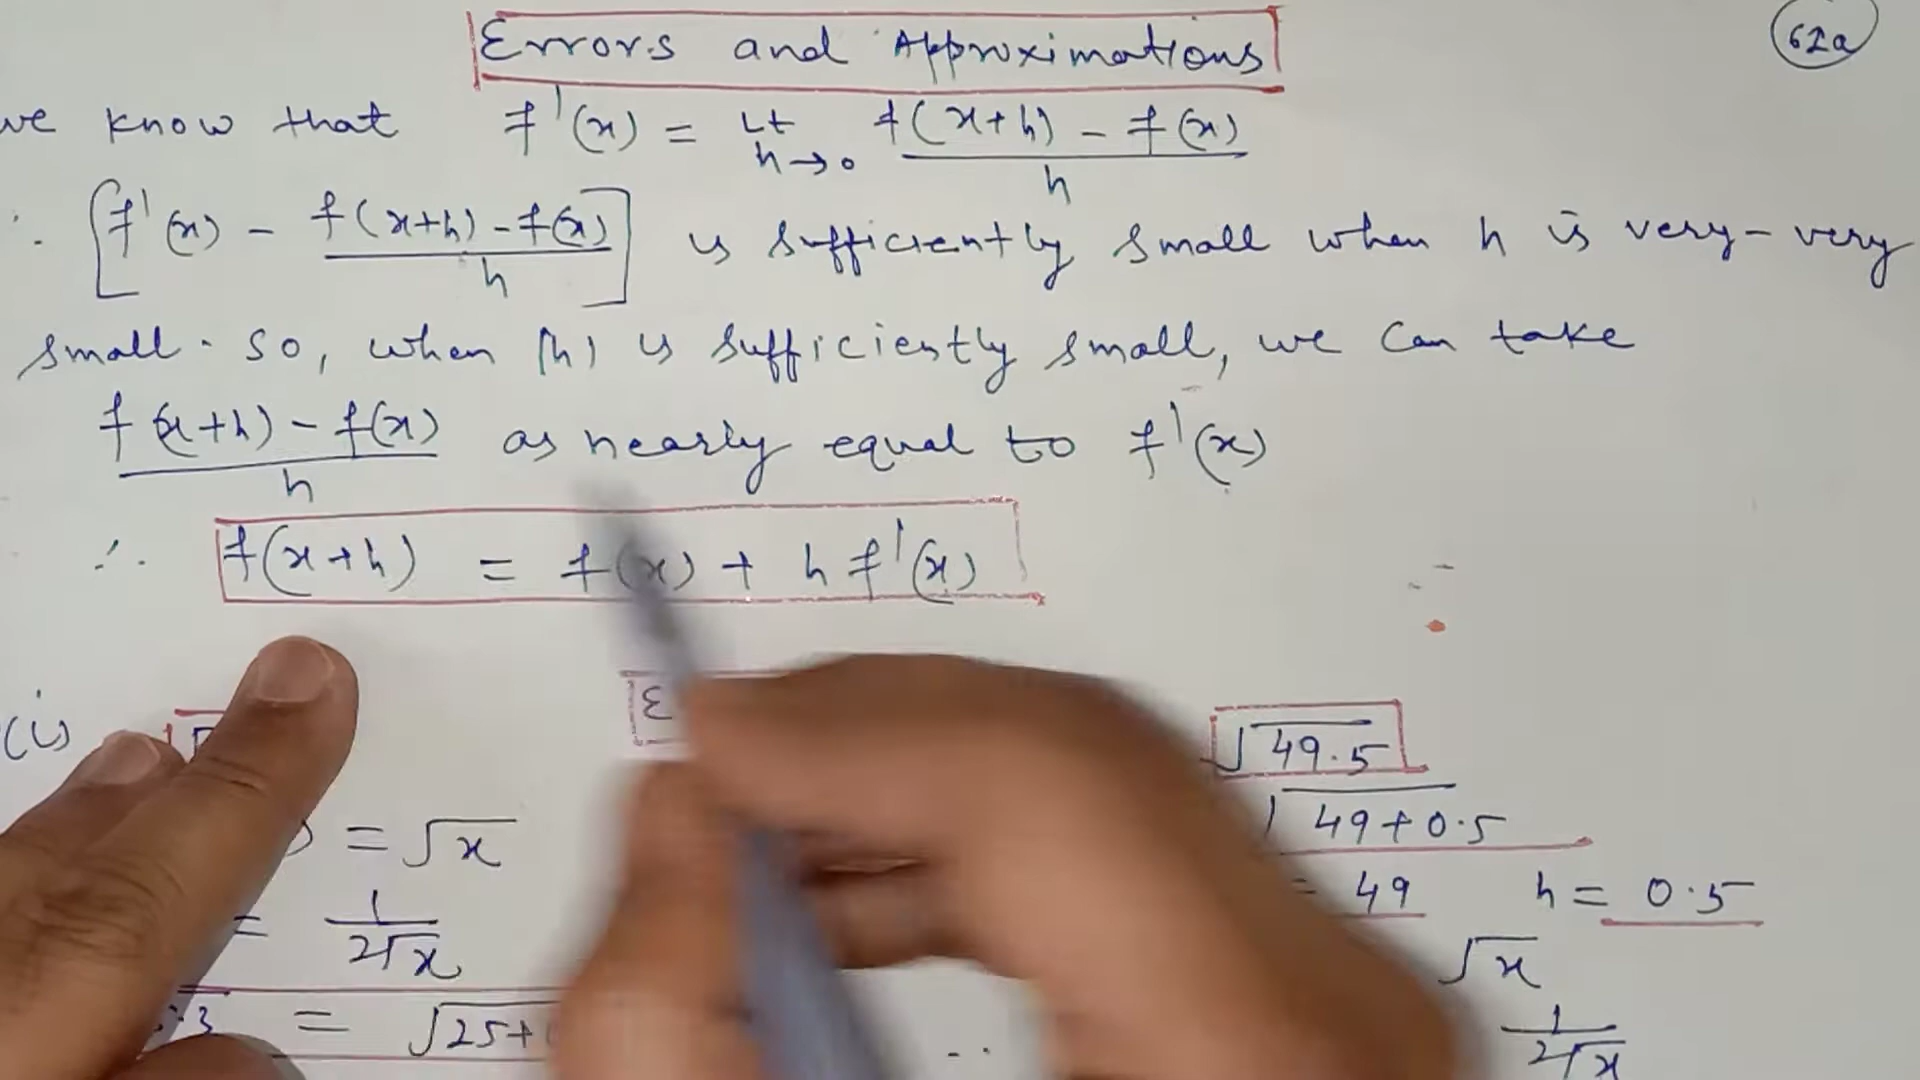 Errors and Approximations
62a
we know that f'(x) = Lt h→0 f(x+h) - f(x) / h
∴ [f'(x) - f(x+h) - f(x) / h] is sufficiently small when h is very-very
small. So, when |h| is sufficiently small, we can take
f(x+h) - f(x) / h as nearly equal to f'(x)
∴ f(x+h) = f(x) + h f'(x)
(i)
√49.5
√49+0.5
= √x
= 49 h = 0.5
= 1 / 2√x
√x
.3 = √25+
1 / 2√x